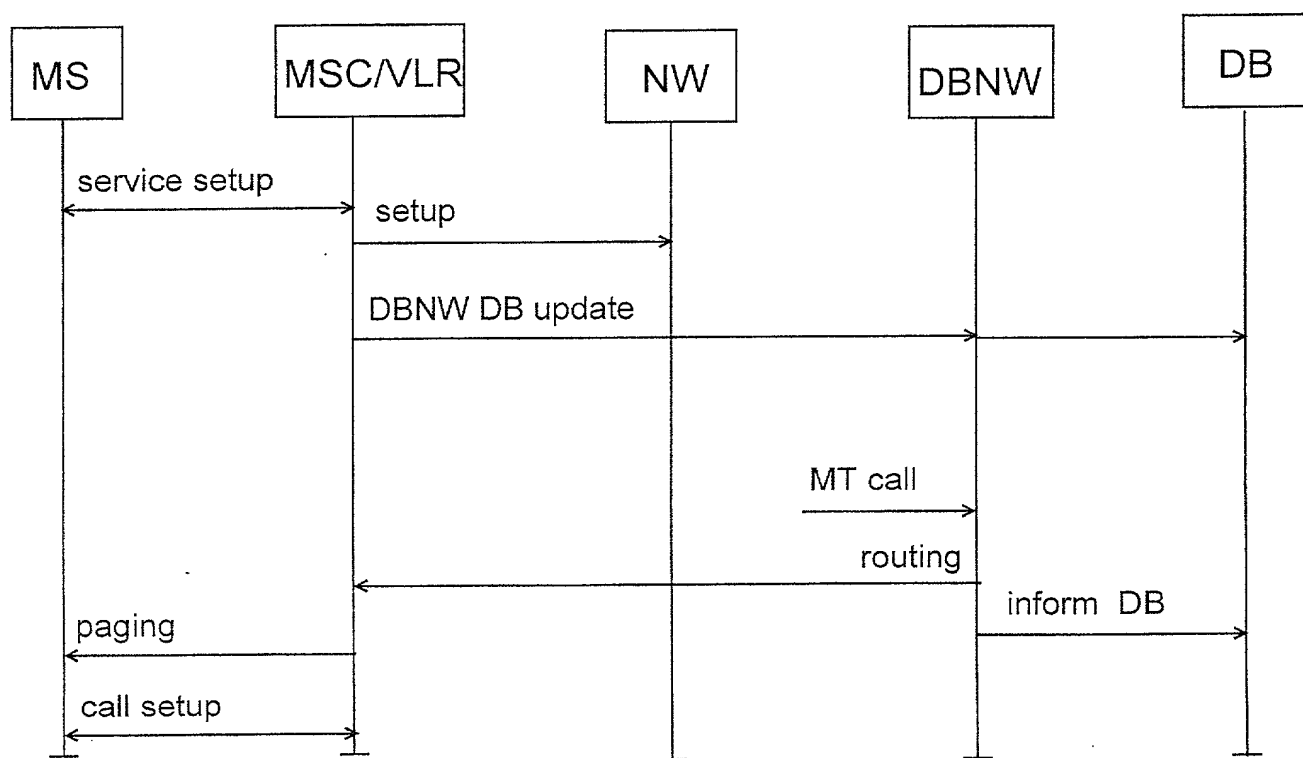 MS
MSC/VLR
NW
DBNW
DB
service setup
setup
DBNW DB update
MT call
routing
inform DB
paging
call setup